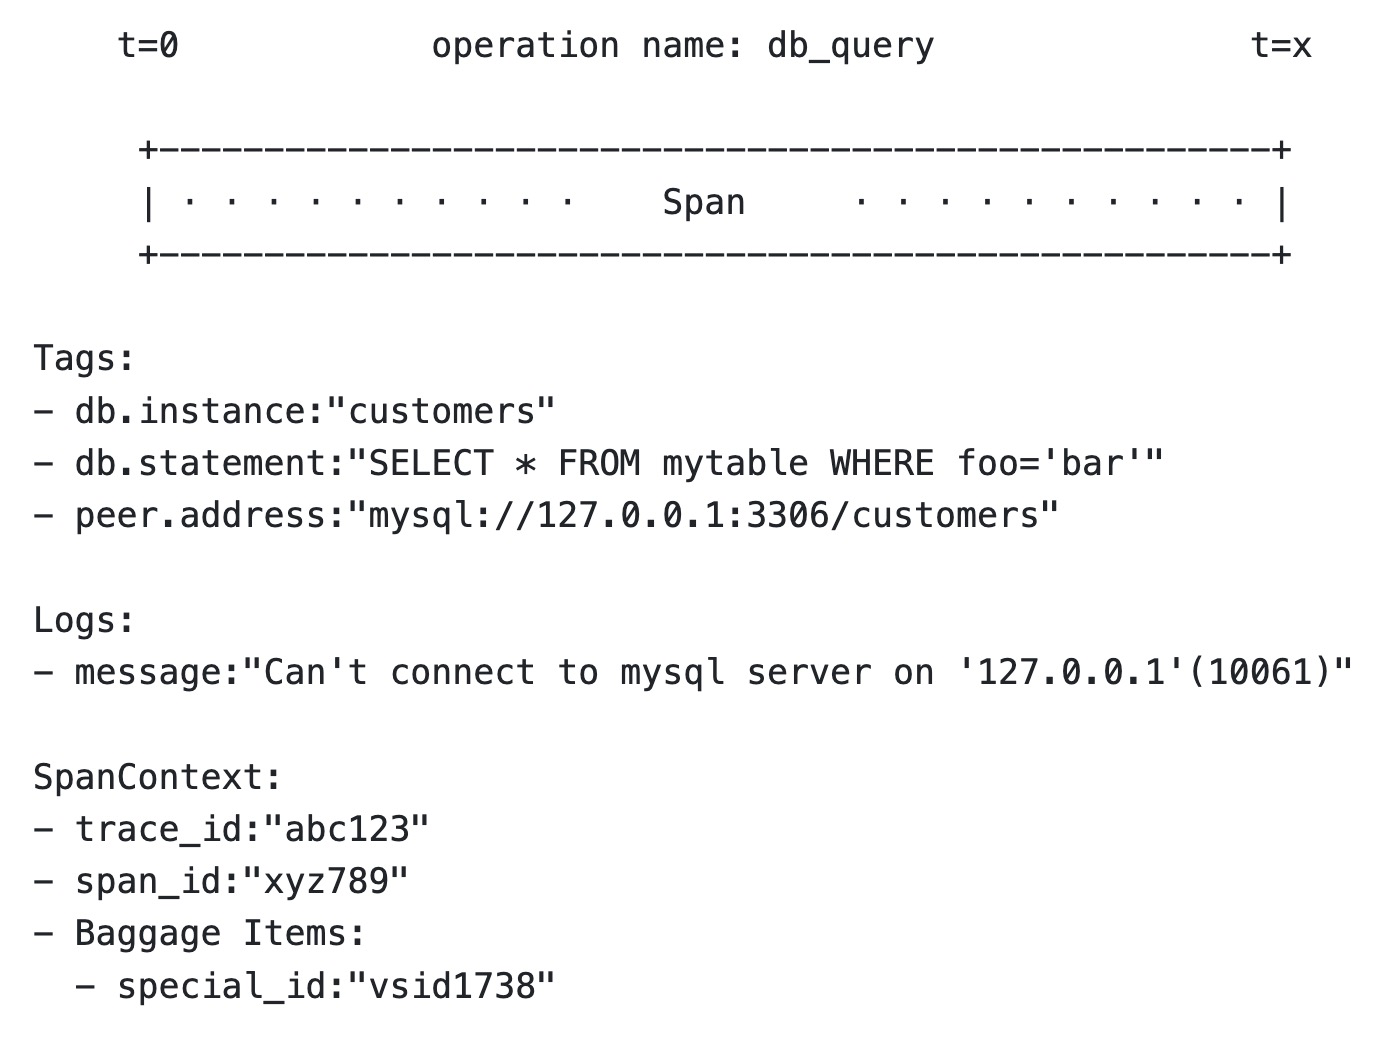 t=0            operation name: db_query               t=x
+-----------------------------------------------------+
| · · · · · · · · · ·    Span     · · · · · · · · · · |
+-----------------------------------------------------+
Tags:
- db.instance:"customers"
- db.statement:"SELECT * FROM mytable WHERE foo='bar'"
- peer.address:"mysql://127.0.0.1:3306/customers"
Logs:
- message:"Can't connect to mysql server on '127.0.0.1'(10061)"
SpanContext:
- trace_id:"abc123"
- span_id:"xyz789"
- Baggage Items:
  - special_id:"vsid1738"